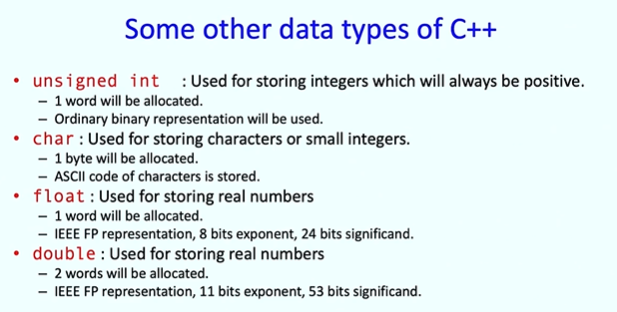 Some other data types of C++
• unsigned int : Used for storing integers which will always be positive.
– 1 word will be allocated.
– Ordinary binary representation will be used.
• char : Used for storing characters or small integers.
– 1 byte will be allocated.
– ASCII code of characters is stored.
• float : Used for storing real numbers
– 1 word will be allocated.
– IEEE FP representation, 8 bits exponent, 24 bits significand.
• double : Used for storing real numbers
– 2 words will be allocated.
– IEEE FP representation, 11 bits exponent, 53 bits significand.